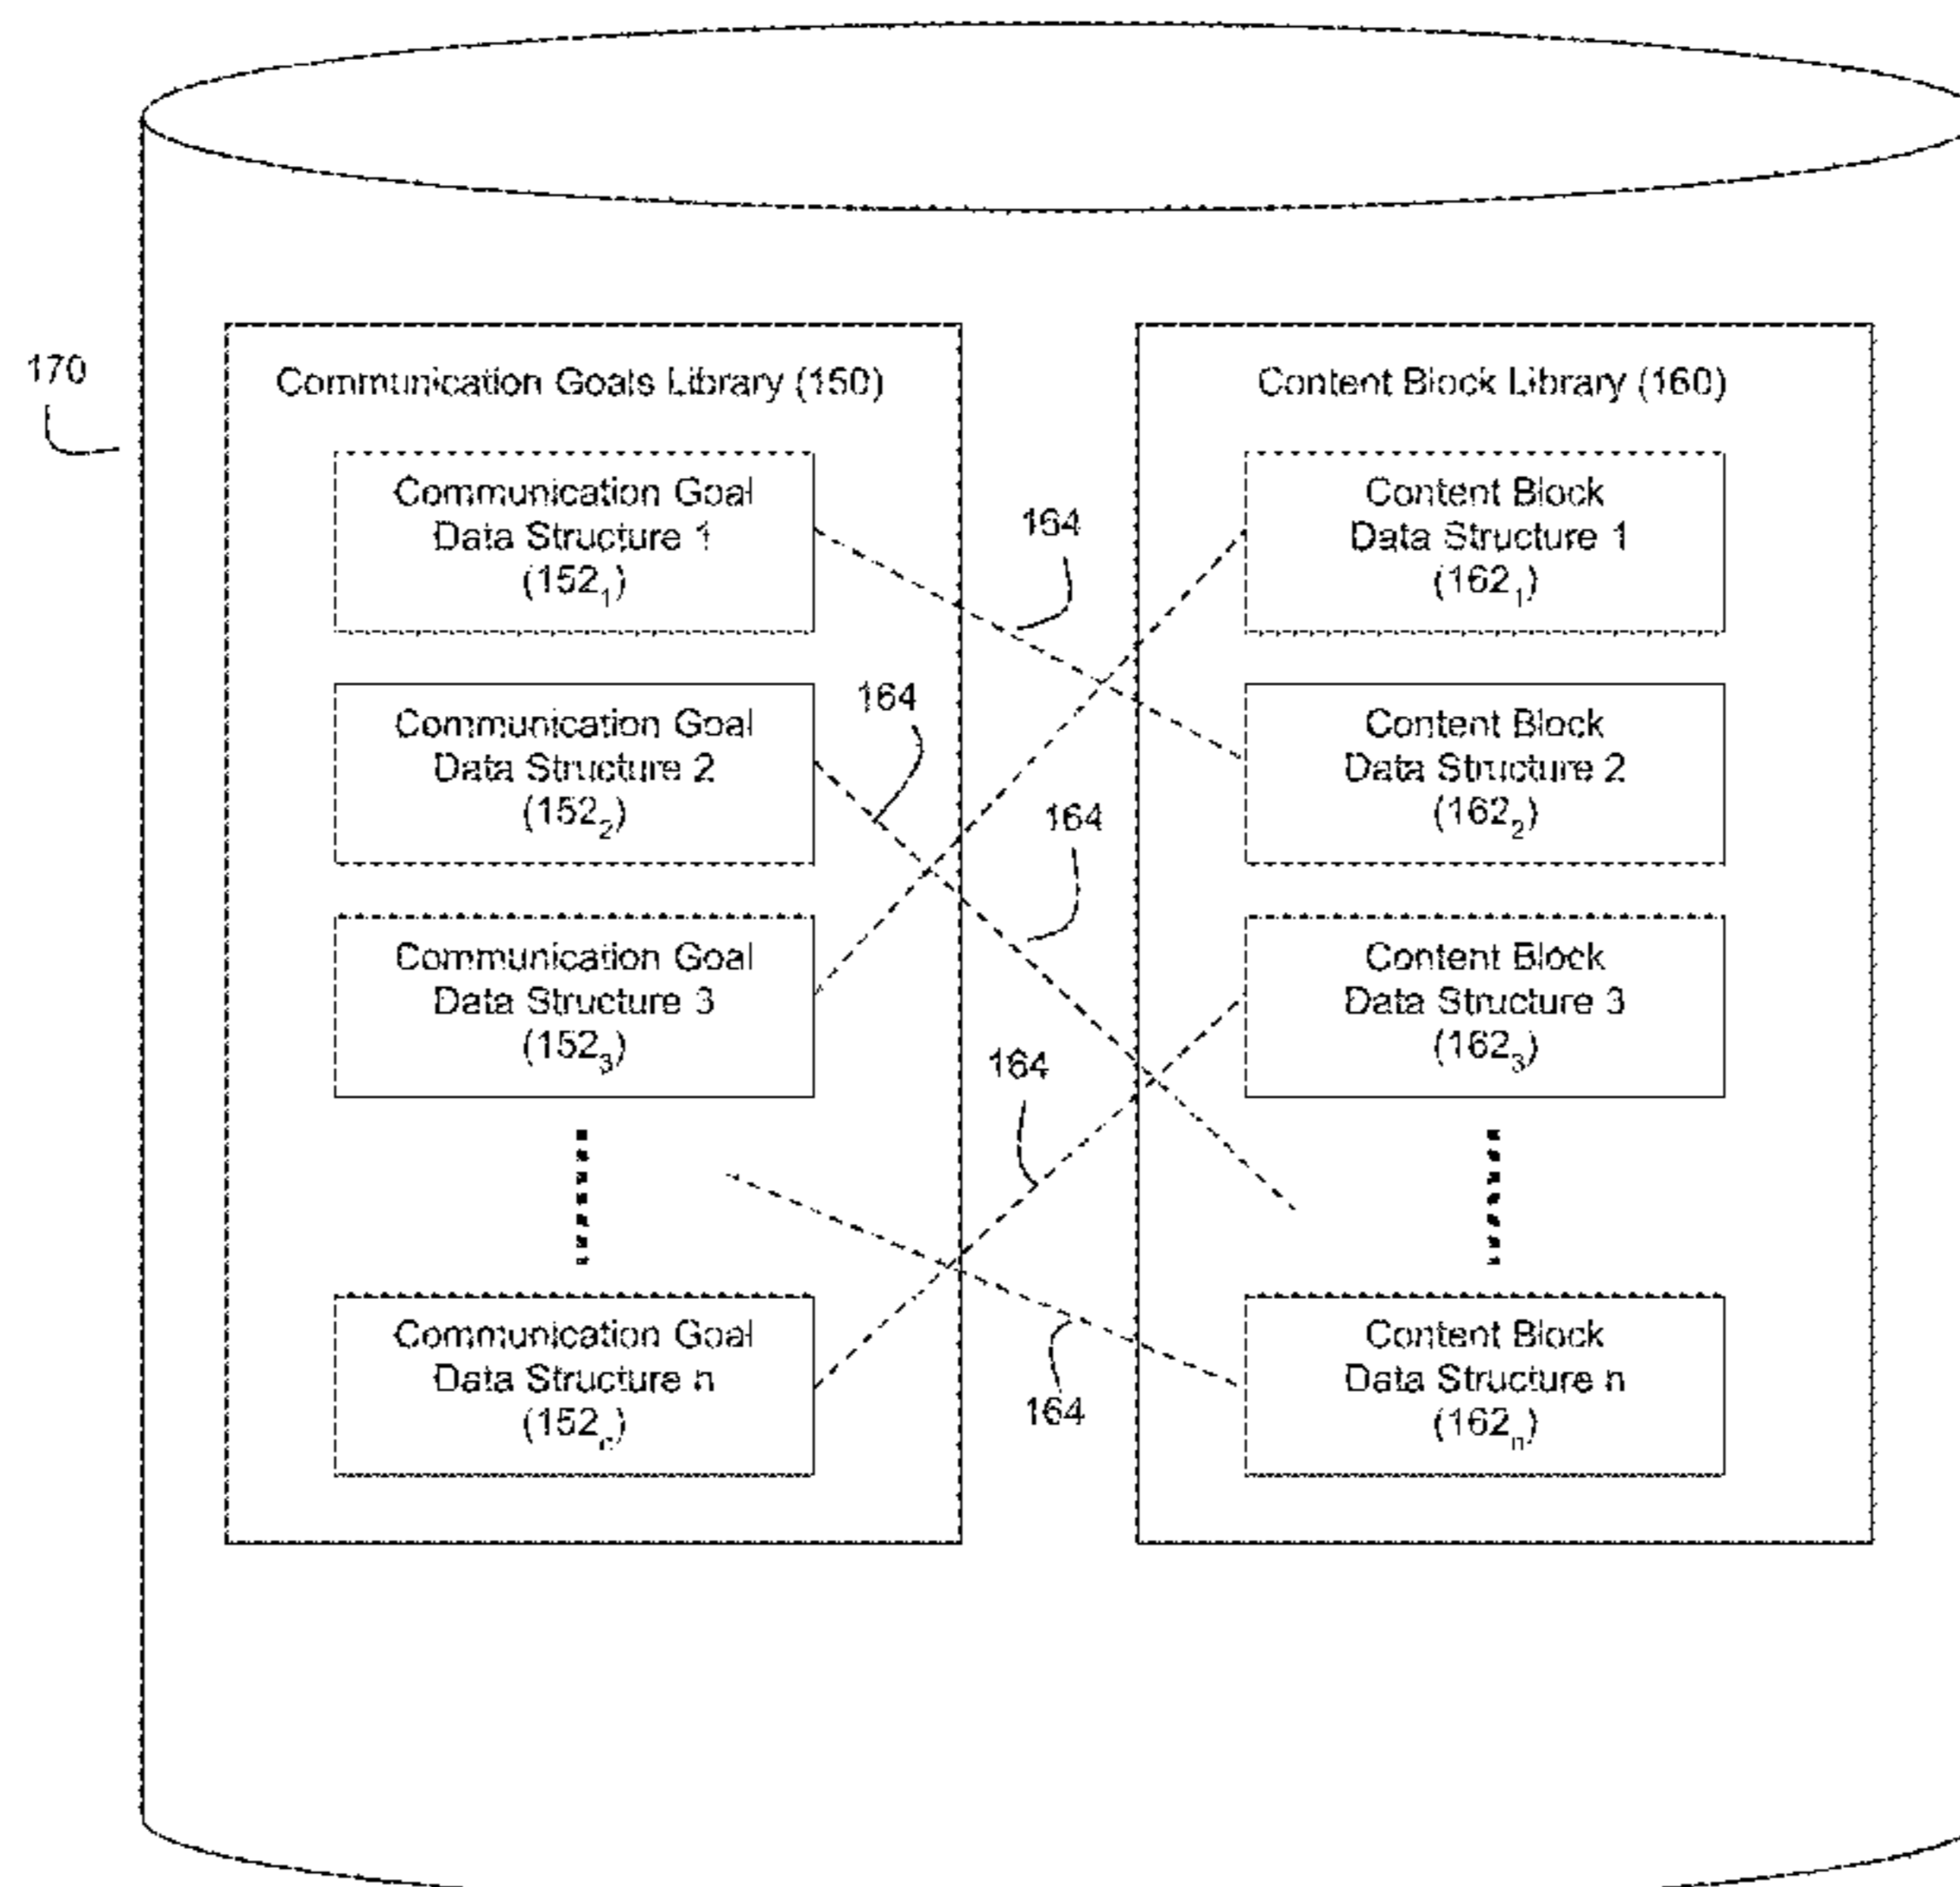 170
Communication Goals Library (150)
Communication Goal
Data Structure 1
(152₁)
Communication Goal
Data Structure 2
(152₂)
Communication Goal
Data Structure 3
(152₃)
Communication Goal
Data Structure n
(152ₙ)
164
164
164
164
164
Content Block Library (160)
Content Block
Data Structure 1
(162₁)
Content Block
Data Structure 2
(162₂)
Content Block
Data Structure 3
(162₃)
Content Block
Data Structure n
(162ₙ)